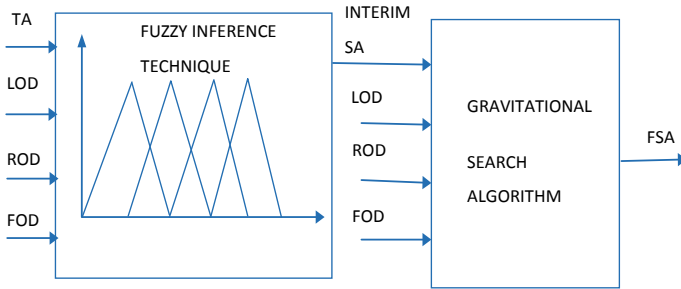 TA
LOD
ROD
FOD
FUZZY INFERENCE
TECHNIQUE
INTERIM
SA
LOD
ROD
FOD
GRAVITATIONAL
SEARCH
ALGORITHM
FSA